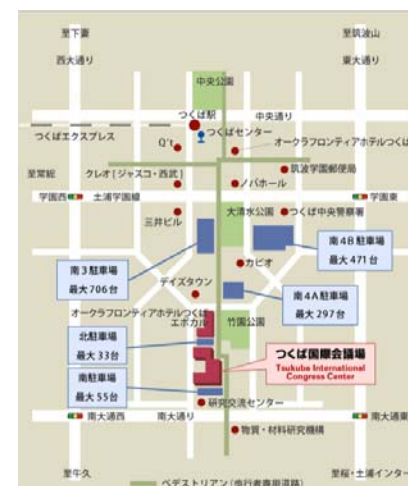 至下妻
至筑波山
西大通り
東大通り
中央公園
つくば駅
中央通り
つくばエクスプレス
つくばセンター
Q't
オークラフロンティアホテルつくば
筑波学園郵便局
至常総
クレオ[ジャスコ・西武]
ノバホール
学園西
土浦学園線
大清水公園
つくば中央警察署
学園東
三井ビル
南3駐車場
最大706台
南4B駐車場
最大471台
カピオ
デイズタウン
南4A駐車場
最大297台
オークラフロンティアホテルつくば
エポカル
竹園公園
北駐車場
最大33台
つくば国際会議場
Tsukuba International
Congress Center
南駐車場
最大55台
研究交流センター
南大通西
南大通り
南大通東
物質・材料研究機構
至牛久
至桜・土浦インター
ペデストリアン(歩行者専用道路)